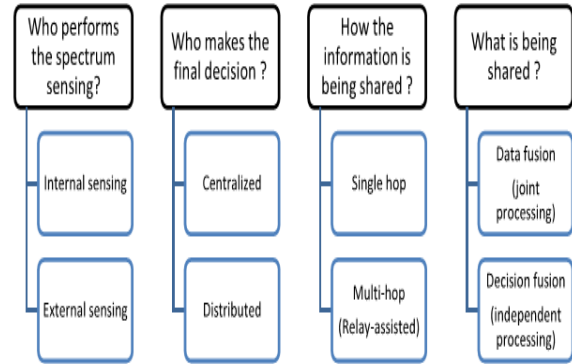 Who performs
the spectrum
sensing?
Internal sensing
External sensing
Who makes the
final decision ?
Centralized
Distributed
How the
information is
being shared ?
Single hop
Multi-hop
(Relay-assisted)
What is being
shared ?
Data fusion
(joint
processing)
Decision fusion
(independent
processing)